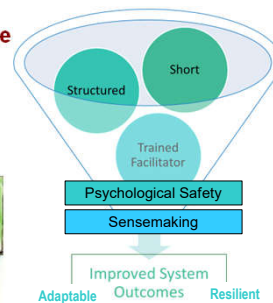 e
Short
Structured
Trained
Facilitator
Psychological Safety
Sensemaking
Improved System
Adaptable Outcomes Resilient